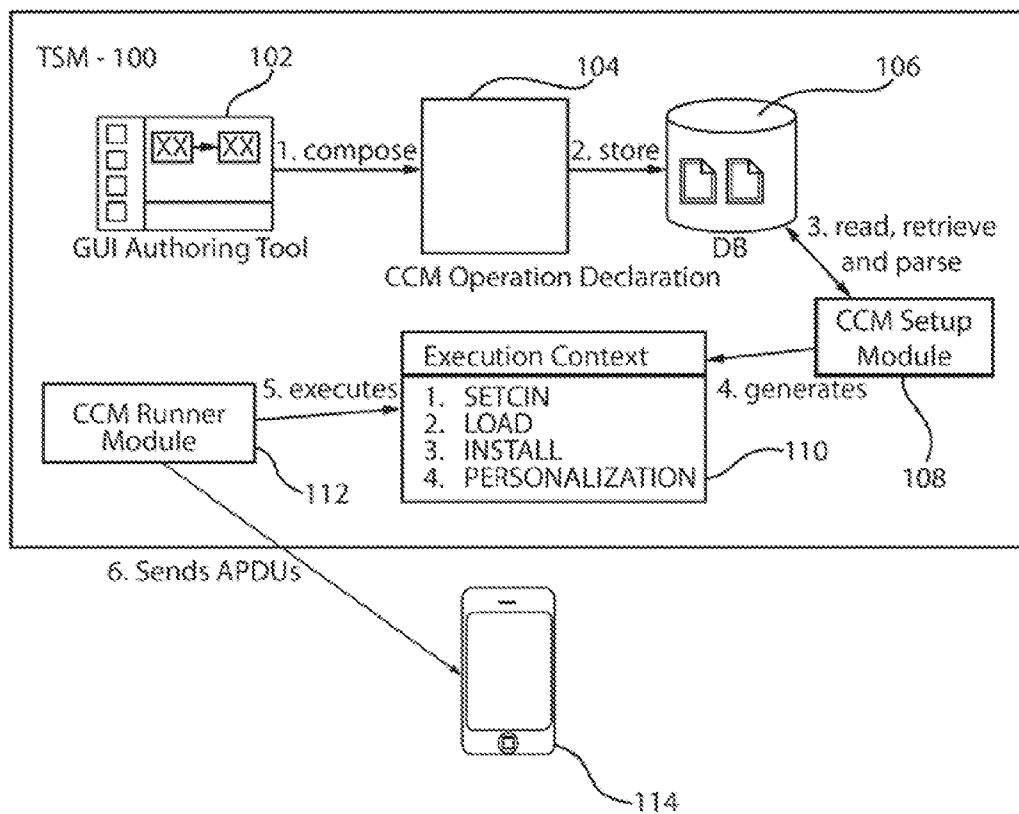 TSM - 100
102
104
106
XX
XX
1. compose
2. store
GUI Authoring Tool
CCM Operation Declaration
DB
3. read, retrieve
and parse
CCM Setup
Module
108
4. generates
Execution Context
1. SETCIN
2. LOAD
3. INSTALL
4. PERSONALIZATION
110
5. executes
CCM Runner
Module
112
6. Sends APDUs
114